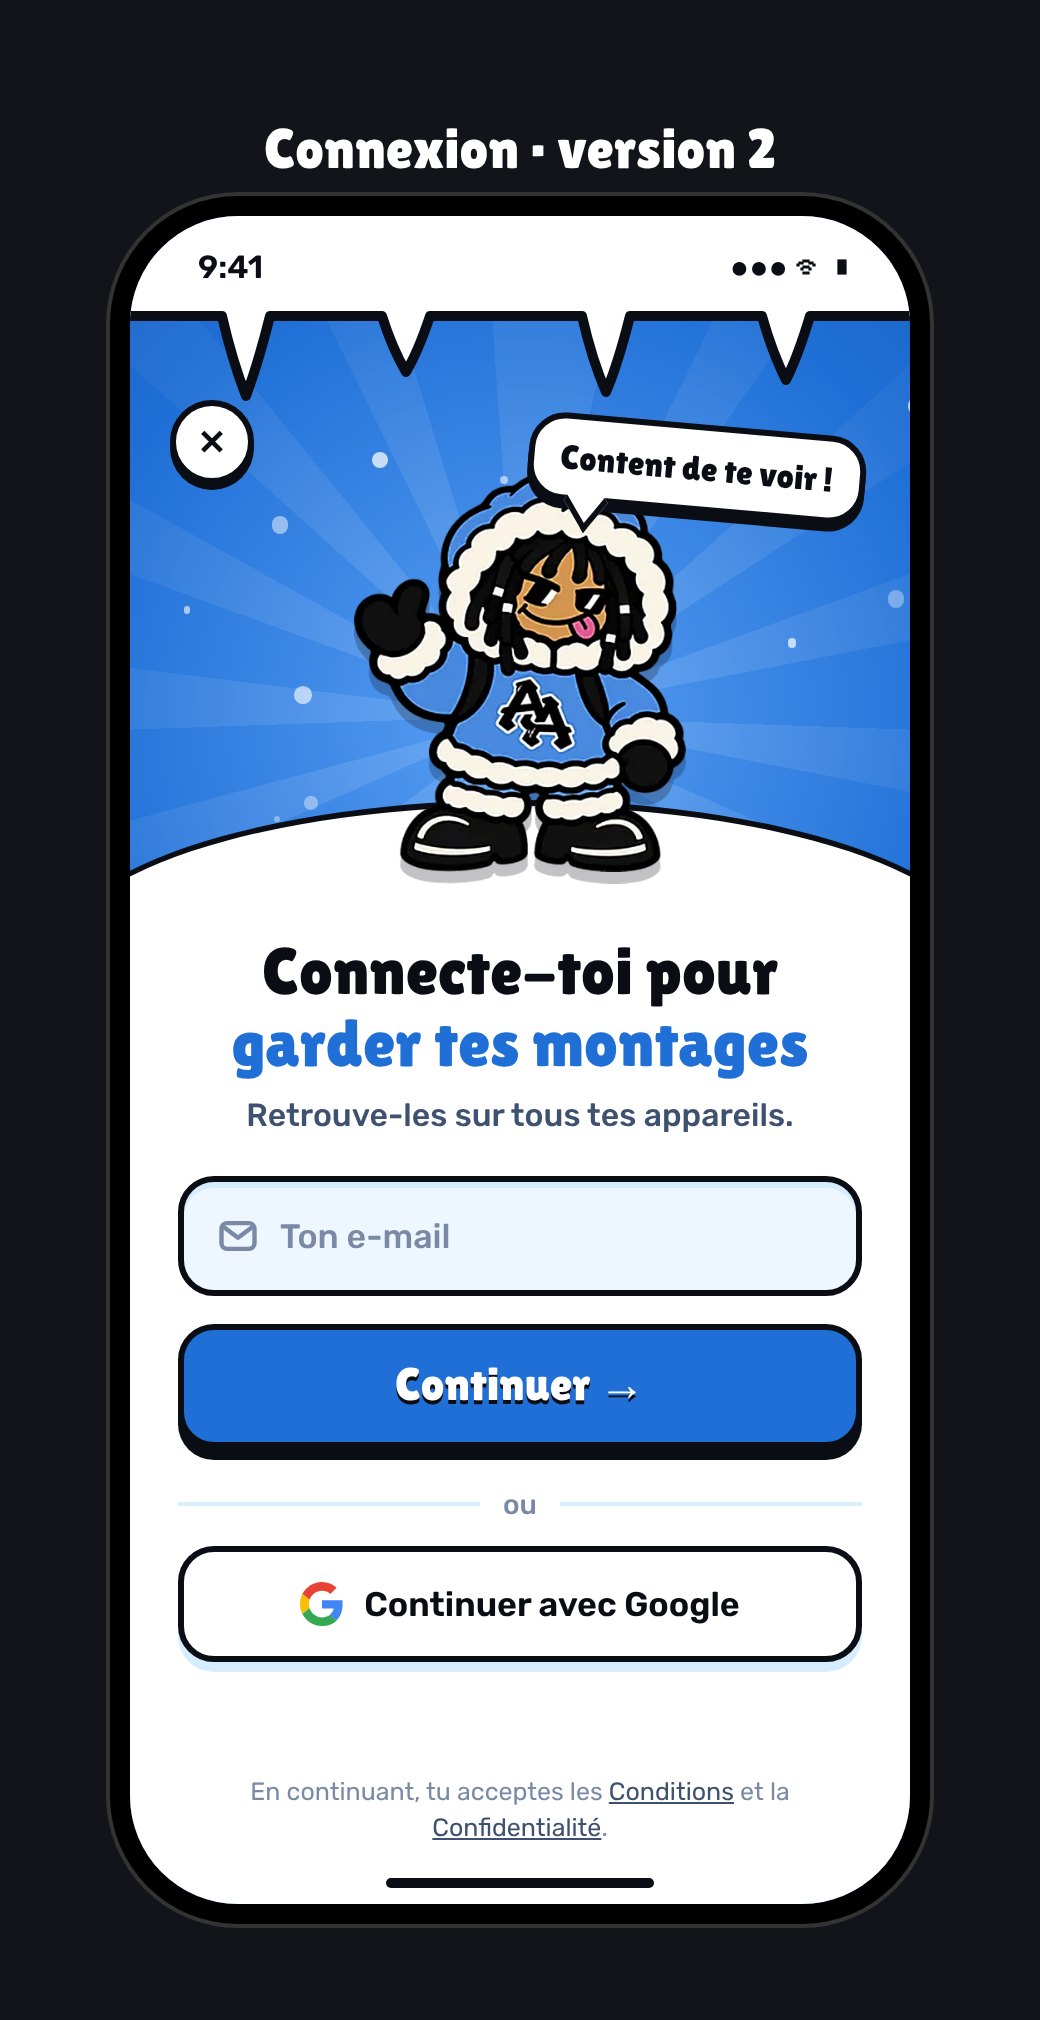 Connexion · version 2
9:41
×
Content de te voir !
AA
Connecte-toi pour
garder tes montages
Retrouve-les sur tous tes appareils.
Ton e-mail
Continuer →
ou
Continuer avec Google
En continuant, tu acceptes les Conditions et la
Confidentialité.